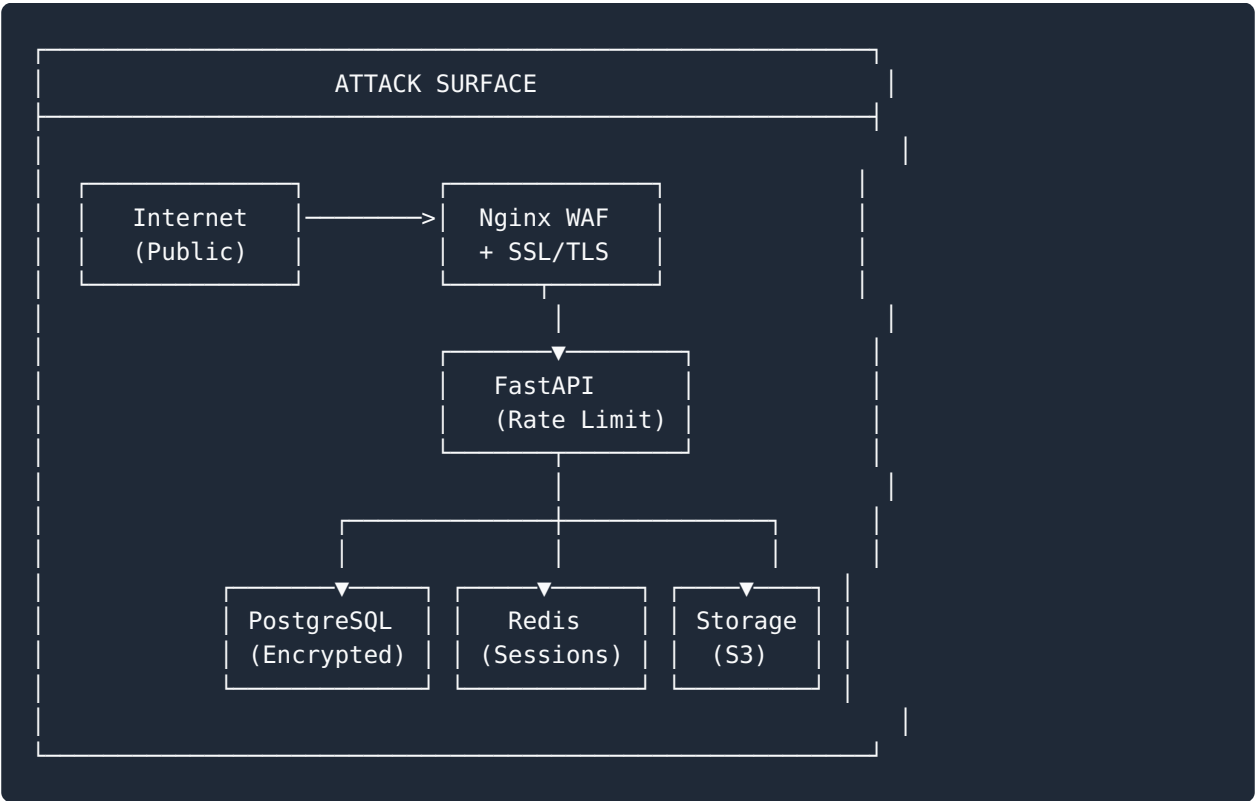 ATTACK SURFACE
Internet
(Public)
Nginx WAF
+ SSL/TLS
FastAPI
(Rate Limit)
PostgreSQL
(Encrypted)
Redis
(Sessions)
Storage
(S3)